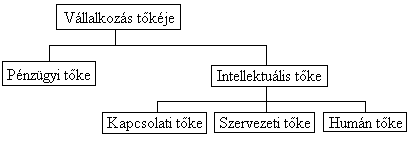 Vállalkozás tőkéje
Pénzügyi tőke
Intellektuális tőke
Kapcsolati tőke
Szervezeti tőke
Humán tőke